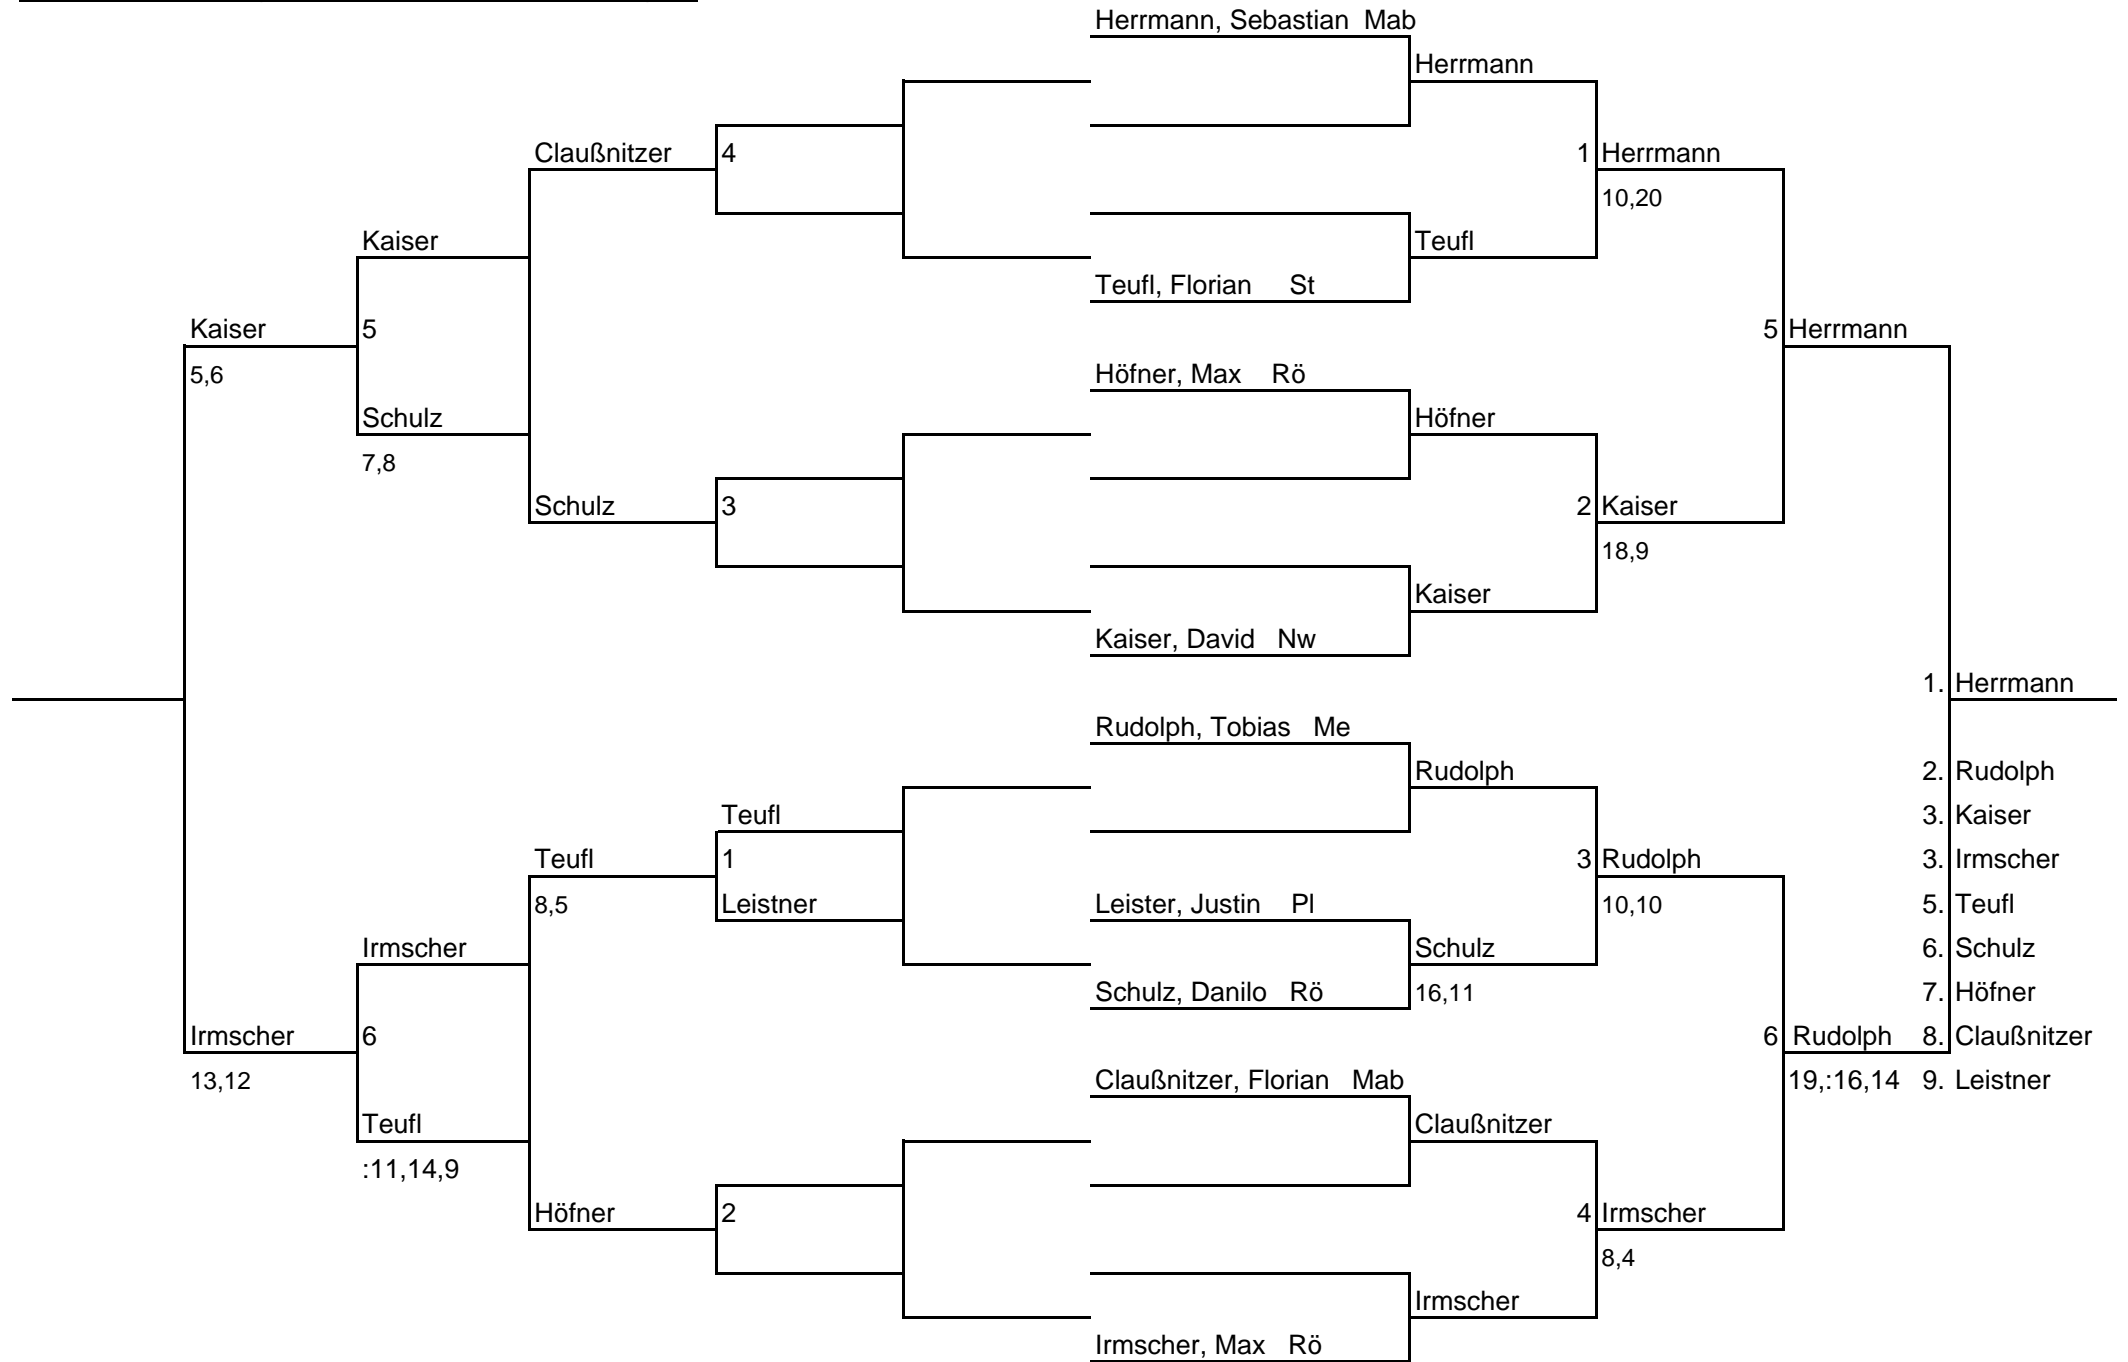 Herrmann, Sebastian Mab
Herrmann
Claußnitzer 4 1 Herrmann
10,20
Kaiser Teufl
Teufl, Florian St
Kaiser 5 5 Herrmann
5,6 Höfner, Max Rö
Schulz Höfner
7,8
Schulz 3 2 Kaiser
18,9
Kaiser
Kaiser, David Nw
1. Herrmann
Rudolph, Tobias Me
Rudolph 2. Rudolph
Teufl 3. Kaiser
Teufl 1 3 Rudolph 3. Irmscher
8,5 Leistner Leister, Justin Pl 10,10 5. Teufl
Irmscher Schulz 6. Schulz
Schulz, Danilo Rö 16,11 7. Höfner
Irmscher 6 6 Rudolph 8. Claußnitzer
13,12 Claußnitzer, Florian Mab 19,:16,14 9. Leistner
Teufl Claußnitzer
:11,14,9
Höfner 2 4 Irmscher
8,4
Irmscher
Irmscher, Max Rö